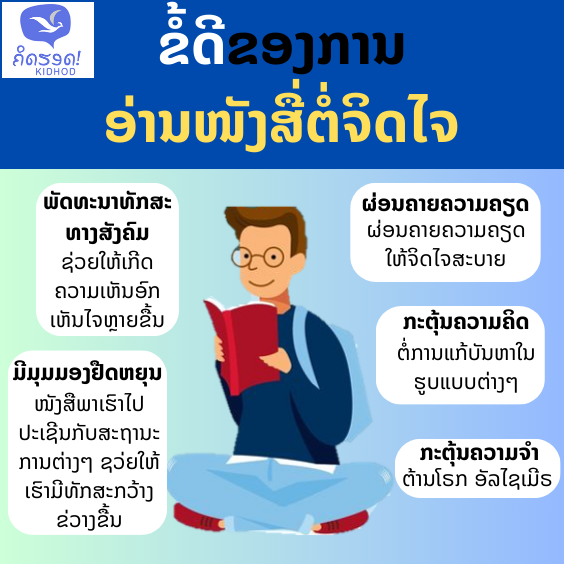 ຄໍດຮອດ!
KIDHOD
ຂໍ້ດີຂອງການ
ອ່ານໜັງສືຕໍ່ຈິດໃຈ
ພັດທະນາທັກສະ
ທາງສັງຄົມ
ຊ່ວຍໃຫ້ເກີດ
ຄວາມເຫັນອົກ
ເຫັນໃຈຫຼາຍຂື້ນ
ມີມຸມມອງຢືດຫຍຸນ
ໜັງສືພາເຮົາໄປ
ປະເຊີນກັບສະຖານະ
ການຕ່າງໆ ຊວ່ຍໃຫ້
ເຮົາມີທັກສະກວ້າງ
ຂ່ວາງຂື້ນ
ຜ່ອນຄາຍຄວາມຄຽດ
ຜ່ອນຄາຍຄວາມຄຽດ
ໃຫ້ຈິດໃຈສະບາຍ
ກະຕຸ້ນຄວາມຄິດ
ຕໍ່ການແກ້ບັນຫາໃນ
ຮູບແບບຕ່າງໆ
ກະຕຸ້ນຄວາມຈຳ
ຕ້ານໂຣກ ອັລໄຊເມີຣ